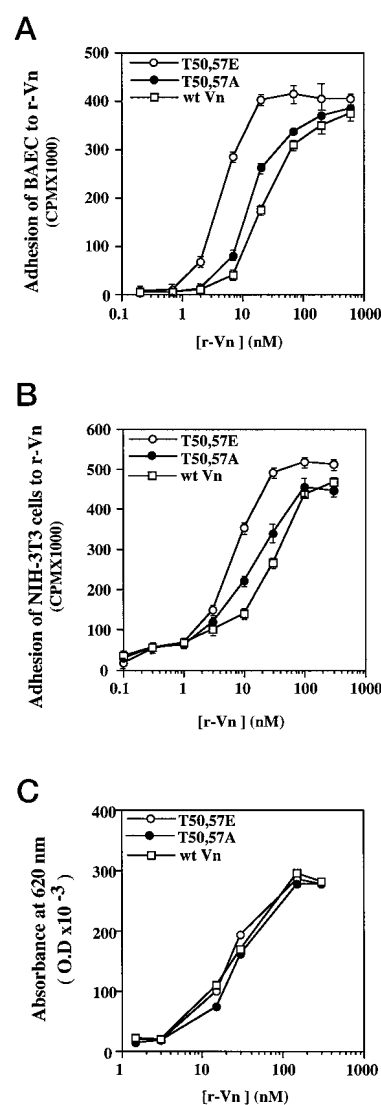 A
500
400
300
200
100
0
T50,57E
T50,57A
wt Vn
Adhesion of BAEC to r-Vn
(CPMX1000)
0.1 1 10 100 1000
[r-Vn ] (nM)
B
600
500
400
300
200
100
0
T50,57E
T50,57A
wt Vn
Adhesion of NIH-3T3 cells to r-Vn
(CPMX1000)
0.1 1 10 100 1000
[r-Vn ] (nM)
C
400
300
200
100
0
T50,57E
T50,57A
wt Vn
Absorbance at 620 nm
( O.D x10 -3 )
1 10 100 1000
[r-Vn ] (nM)